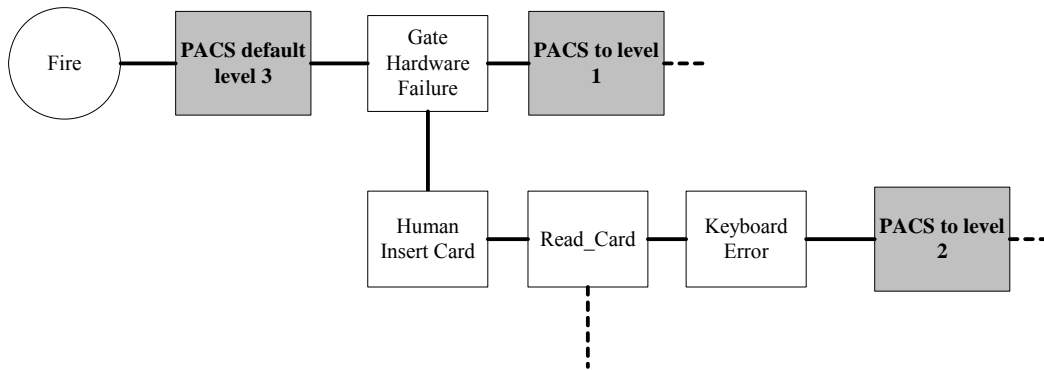 Fire
PACS default
level 3
Gate
Hardware
Failure
PACS to level
1
Human
Insert Card
Read_Card
Keyboard
Error
PACS to level
2